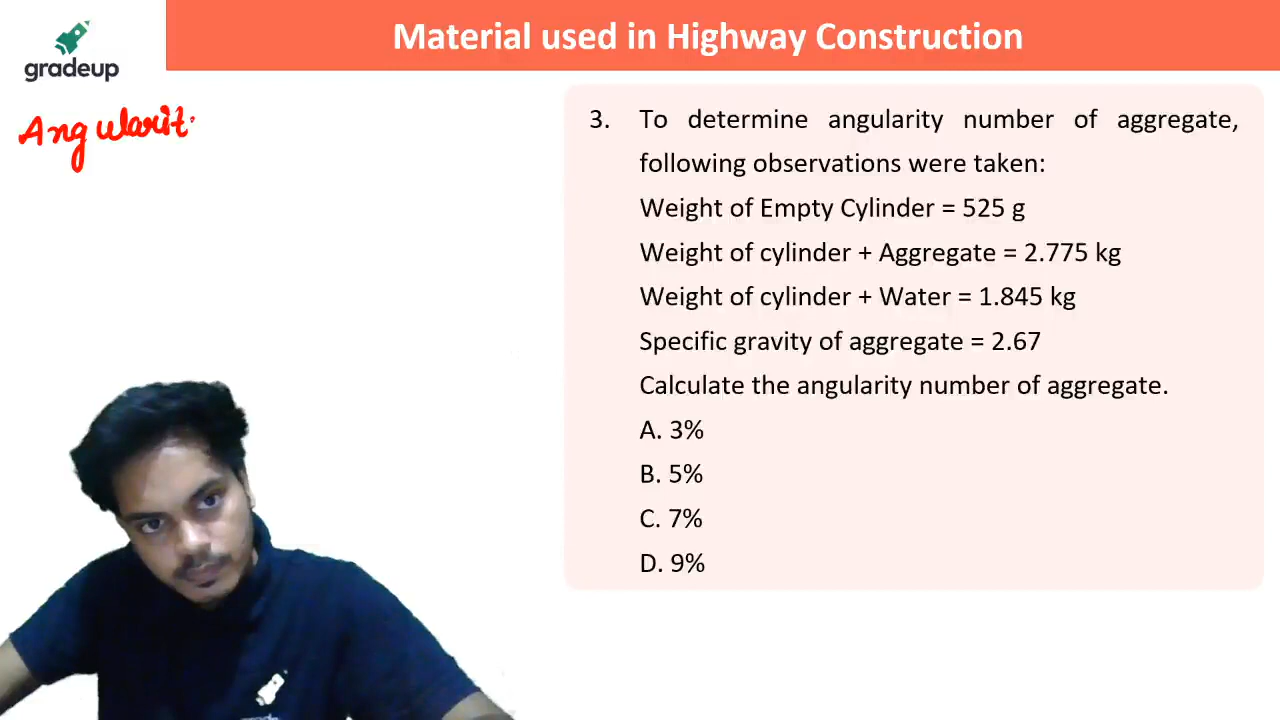 Material used in Highway Construction
gradeup
Angularit
3. To determine angularity number of aggregate,
following observations were taken:
Weight of Empty Cylinder = 525 g
Weight of cylinder + Aggregate = 2.775 kg
Weight of cylinder + Water = 1.845 kg
Specific gravity of aggregate = 2.67
Calculate the angularity number of aggregate.
A. 3%
B. 5%
C. 7%
D. 9%